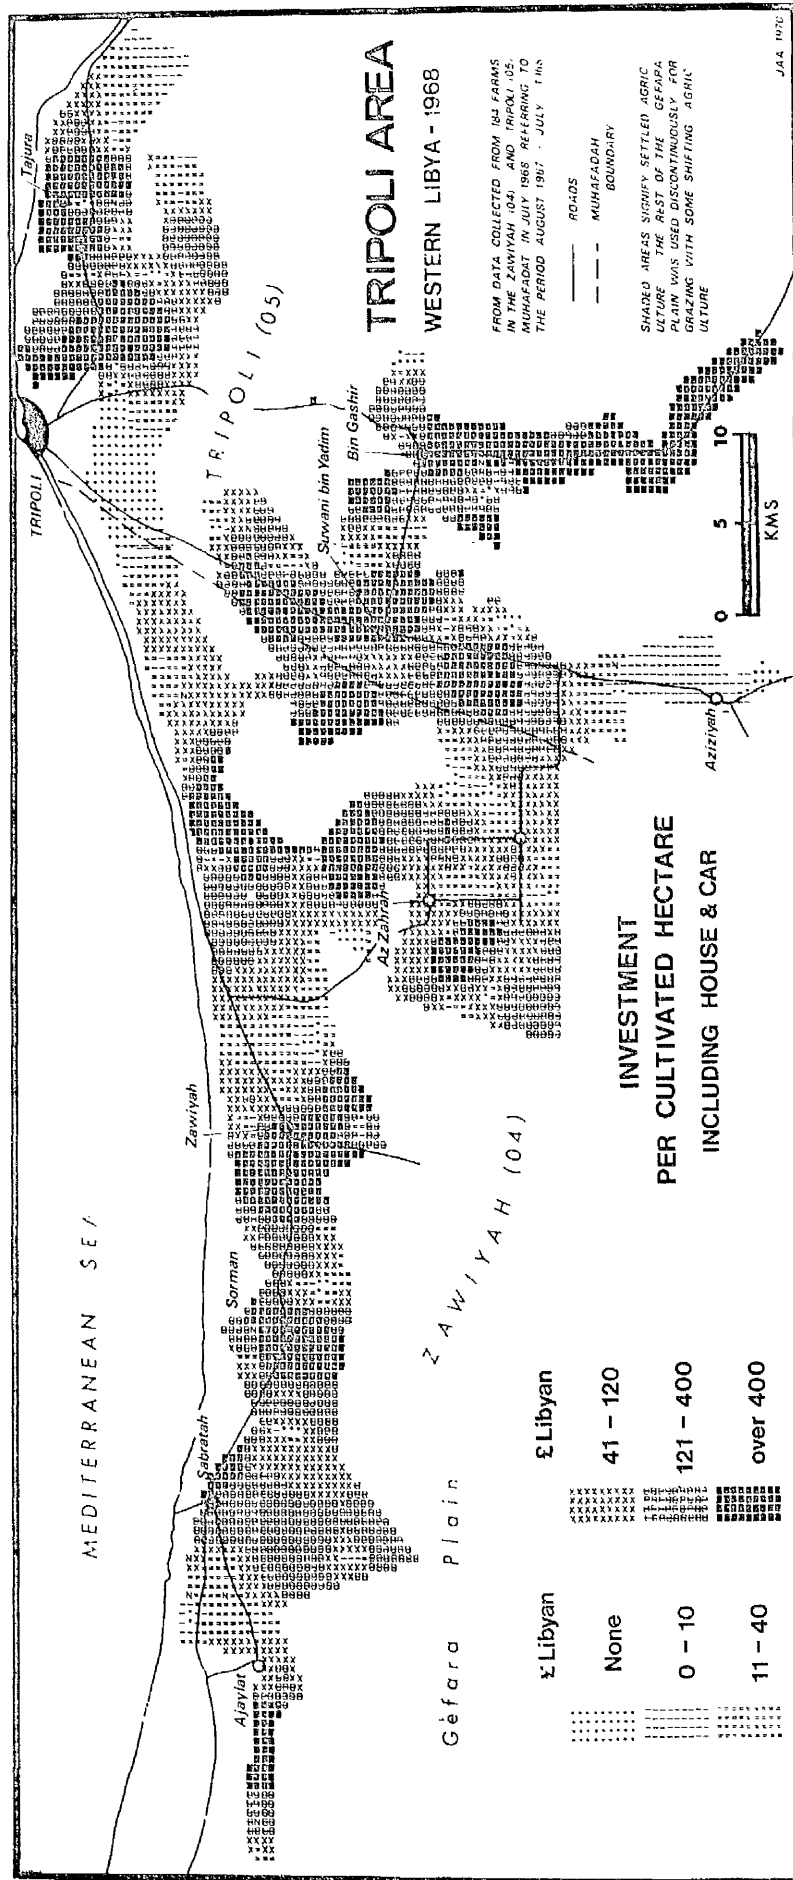 TRIPOLI AREA
WESTERN LIBYA - 1968
FROM DATA COLLECTED FROM 184 FARMS
IN THE ZAWIYAH (04) AND TRIPOLI (05)
MUHAFADAT IN JULY 1968 REFERRING TO
THE PERIOD AUGUST 1967 - JULY
ROADS
MUHAFADAH
BOUNDARY
SHADED AREAS SIGNIFY SETTLED AGRIC
ULTURE THE REST OF THE GEFARA
PLAIN WAS USED DISCONTINUOUSLY FOR
GRAZING WITH SOME SHIFTING AGRIC
ULTURE
JAA 1970
MEDITERRANEAN SEA
Tajura
TRIPOLI
TRIPOLI (05)
Bin Gashir
Suwani bin Yadim
Aziziyah
Az Zahrah
Zawiyah
ZAWIYAH (04)
Sorman
Sabratah
Ajaylat
Gefara Plain
0 5 10
KMS
INVESTMENT
PER CULTIVATED HECTARE
INCLUDING HOUSE & CAR
£ Libyan £ Libyan
None 41 - 120
0 - 10 121 - 400
11 - 40 over 400